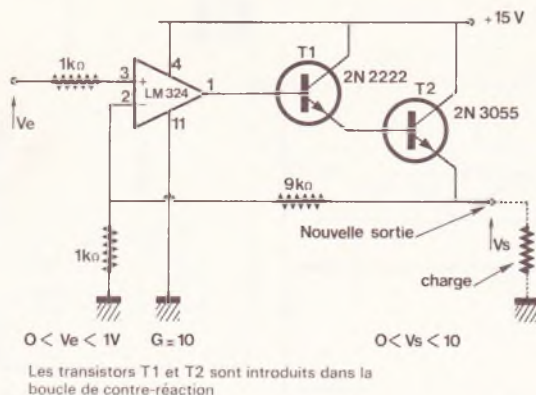 +15 V
1kΩ
3
+
4
T1
2N 2222
LM 324
1
2
–
11
T2
2N 3055
Ve
9kΩ
Nouvelle sortie
Vs
1kΩ
charge
O < Ve < 1V
G = 10
O < Vs < 10
Les transistors T1 et T2 sont introduits dans la
boucle de contre-réaction